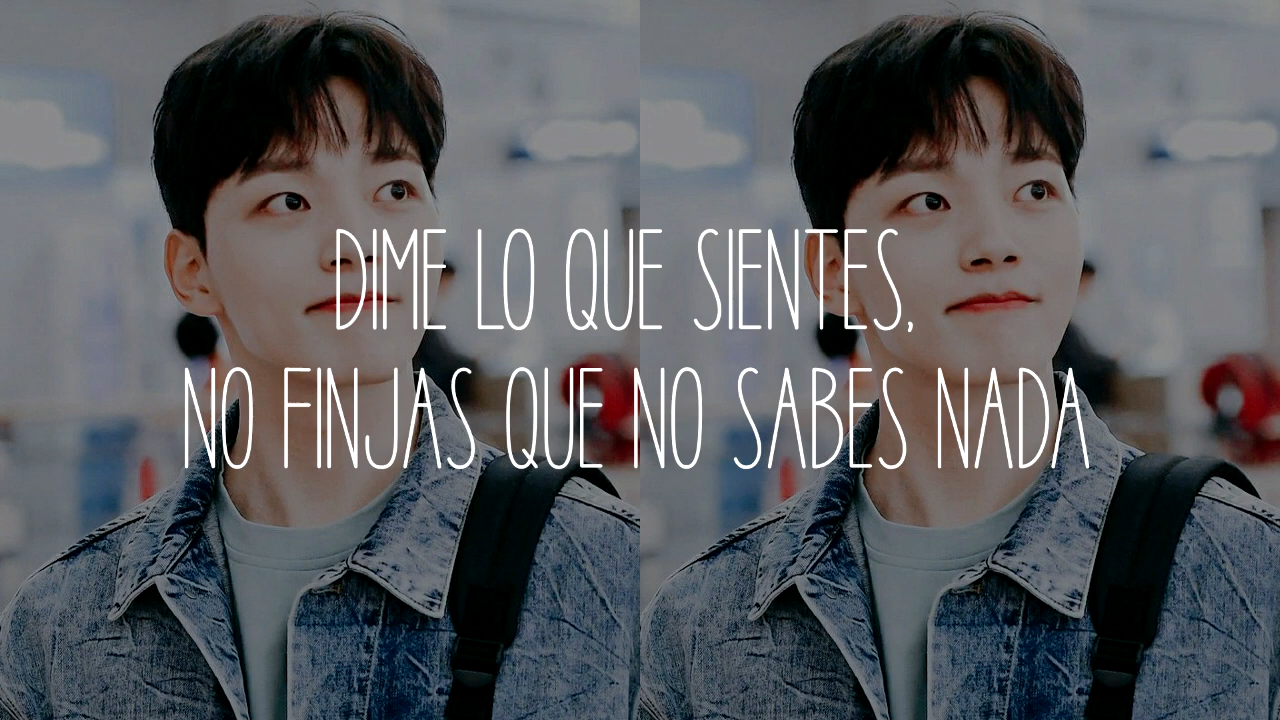 DIME LO QUE SIENTES,
NO FINJAS QUE NO SABES NADA